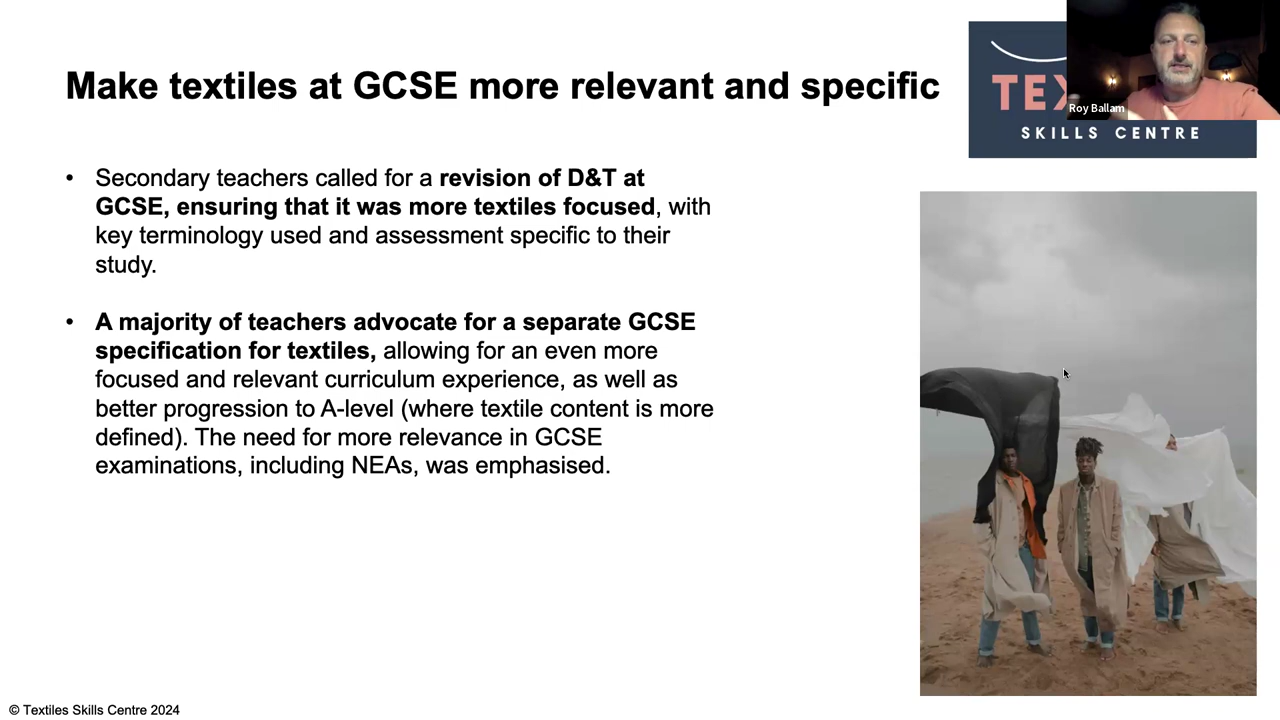 Make textiles at GCSE more relevant and specific
TEX
SKILLS CENTRE
Roy Ballam
• Secondary teachers called for a revision of D&T at
GCSE, ensuring that it was more textiles focused, with
key terminology used and assessment specific to their
study.
• A majority of teachers advocate for a separate GCSE
specification for textiles, allowing for an even more
focused and relevant curriculum experience, as well as
better progression to A-level (where textile content is more
defined). The need for more relevance in GCSE
examinations, including NEAs, was emphasised.
© Textiles Skills Centre 2024